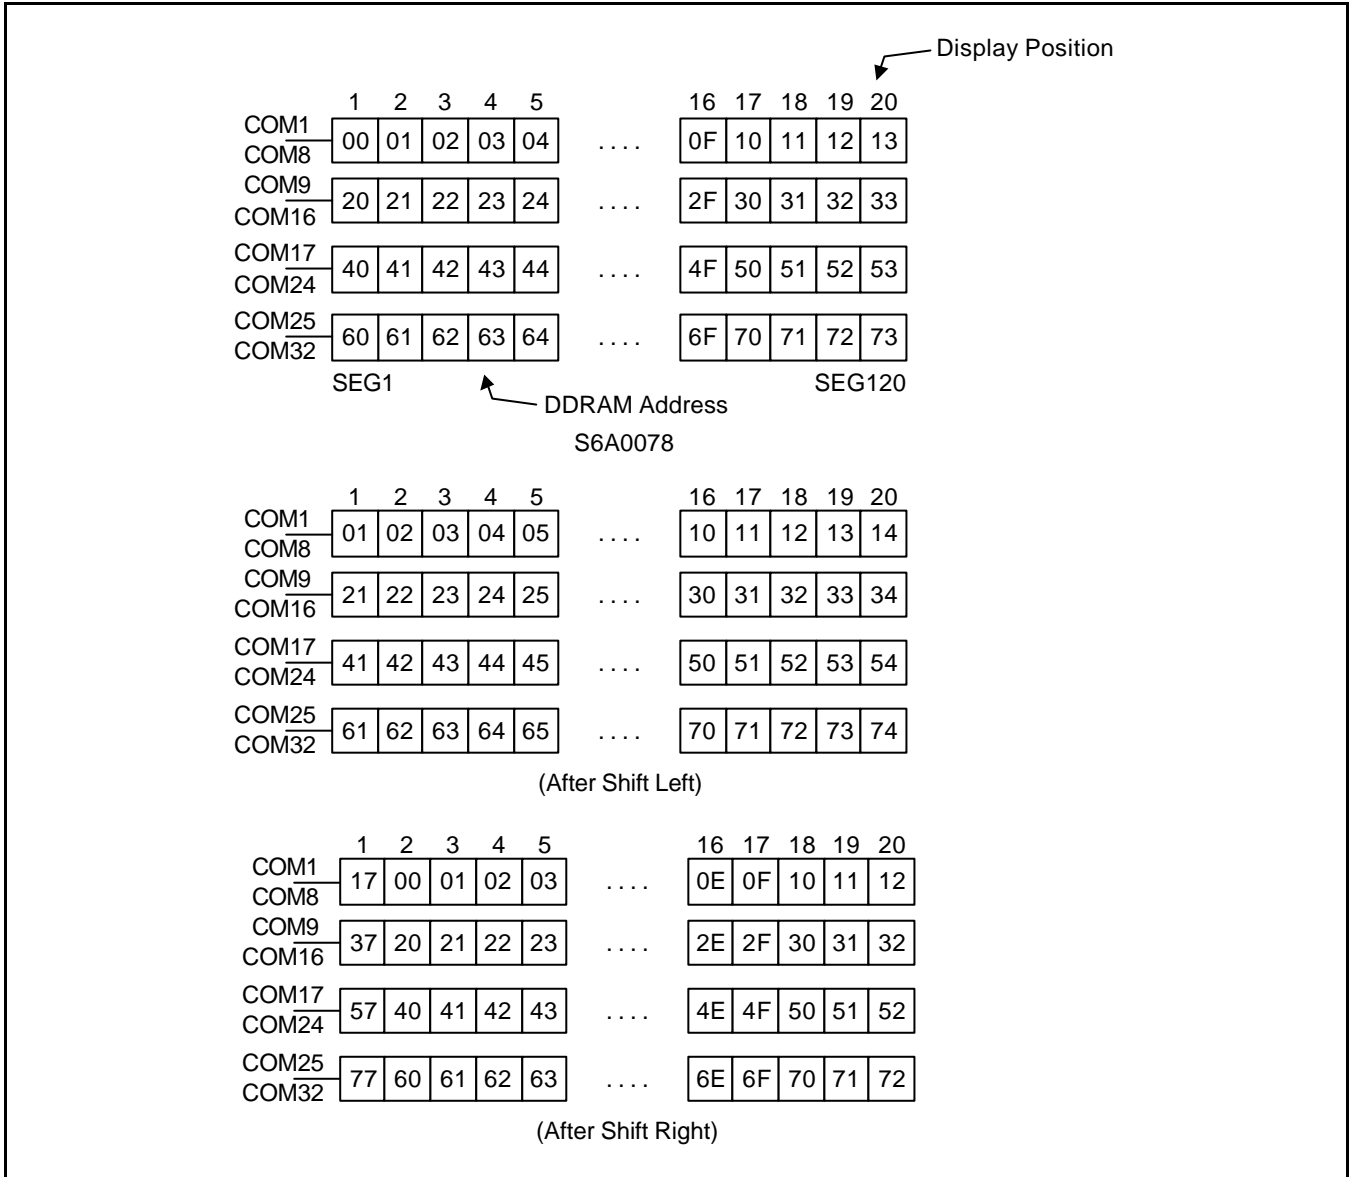 Display Position
1 2 3 4 5 16 17 18 19 20
COM1
00 01 02 03 04 .... 0F 10 11 12 13
COM8
COM9
20 21 22 23 24 .... 2F 30 31 32 33
COM16
COM17
40 41 42 43 44 .... 4F 50 51 52 53
COM24
COM25
60 61 62 63 64 .... 6F 70 71 72 73
COM32
SEG1 SEG120
DDRAM Address
S6A0078
1 2 3 4 5 16 17 18 19 20
COM1
01 02 03 04 05 .... 10 11 12 13 14
COM8
COM9
21 22 23 24 25 .... 30 31 32 33 34
COM16
COM17
41 42 43 44 45 .... 50 51 52 53 54
COM24
COM25
61 62 63 64 65 .... 70 71 72 73 74
COM32
(After Shift Left)
1 2 3 4 5 16 17 18 19 20
COM1
17 00 01 02 03 .... 0E 0F 10 11 12
COM8
COM9
37 20 21 22 23 .... 2E 2F 30 31 32
COM16
COM17
57 40 41 42 43 .... 4E 4F 50 51 52
COM24
COM25
77 60 61 62 63 .... 6E 6F 70 71 72
COM32
(After Shift Right)